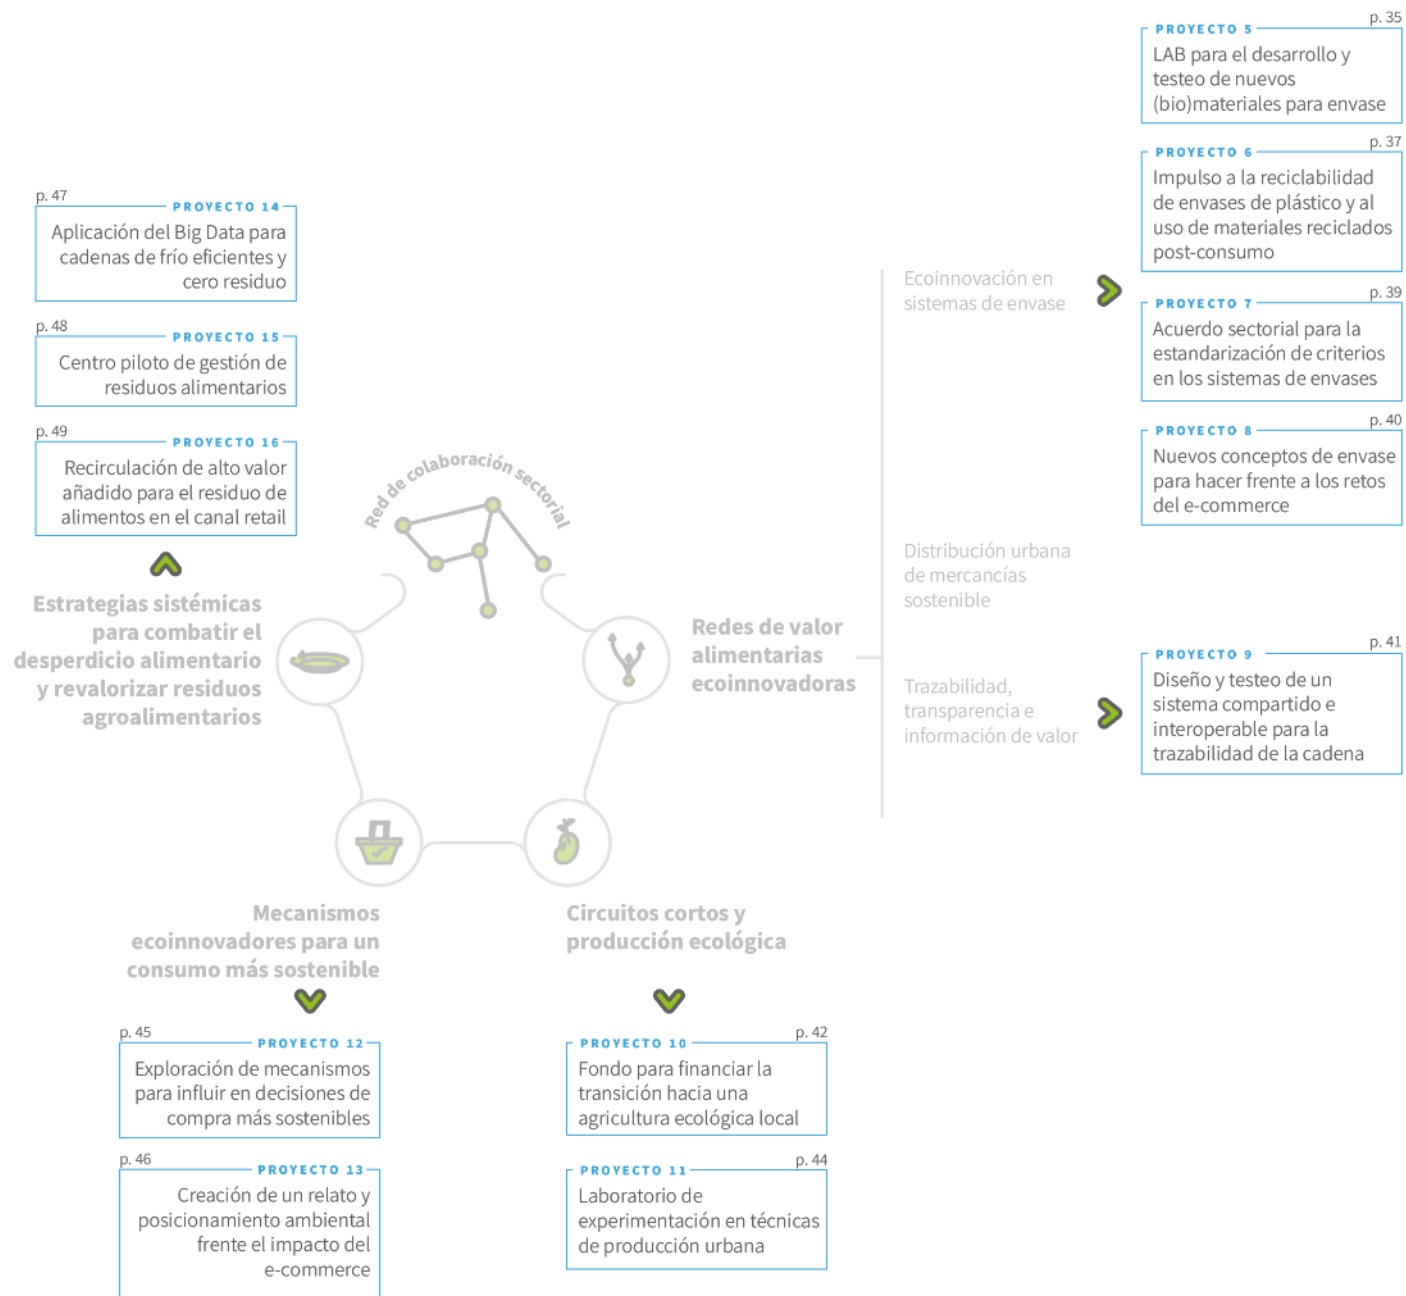 p. 35
PROYECTO 5
LAB para el desarrollo y
testeo de nuevos
(bio)materiales para envase
p. 37
PROYECTO 6
Impulso a la reciclabilidad
de envases de plástico y al
uso de materiales reciclados
post-consumo
p. 39
PROYECTO 7
Acuerdo sectorial para la
estandarización de criterios
en los sistemas de envases
p. 40
PROYECTO 8
Nuevos conceptos de envase
para hacer frente a los retos
del e-commerce
p. 41
PROYECTO 9
Diseño y testeo de un
sistema compartido e
interoperable para la
trazabilidad de la cadena
Ecoinnovación en
sistemas de envase
Distribución urbana
de mercancías
sostenible
Trazabilidad,
transparencia e
información de valor
Redes de valor
alimentarias
ecoinnovadoras
Red de colaboración sectorial
p. 47
PROYECTO 14
Aplicación del Big Data para
cadenas de frío eficientes y
cero residuo
p. 48
PROYECTO 15
Centro piloto de gestión de
residuos alimentarios
p. 49
PROYECTO 16
Recirculación de alto valor
añadido para el residuo de
alimentos en el canal retail
Estrategias sistémicas
para combatir el
desperdicio alimentario
y revalorizar residuos
agroalimentarios
Mecanismos
ecoinnovadores para un
consumo más sostenible
p. 45
PROYECTO 12
Exploración de mecanismos
para influir en decisiones de
compra más sostenibles
p. 46
PROYECTO 13
Creación de un relato y
posicionamiento ambiental
frente el impacto del
e-commerce
Circuitos cortos y
producción ecológica
p. 42
PROYECTO 10
Fondo para financiar la
transición hacia una
agricultura ecológica local
p. 44
PROYECTO 11
Laboratorio de
experimentación en técnicas
de producción urbana